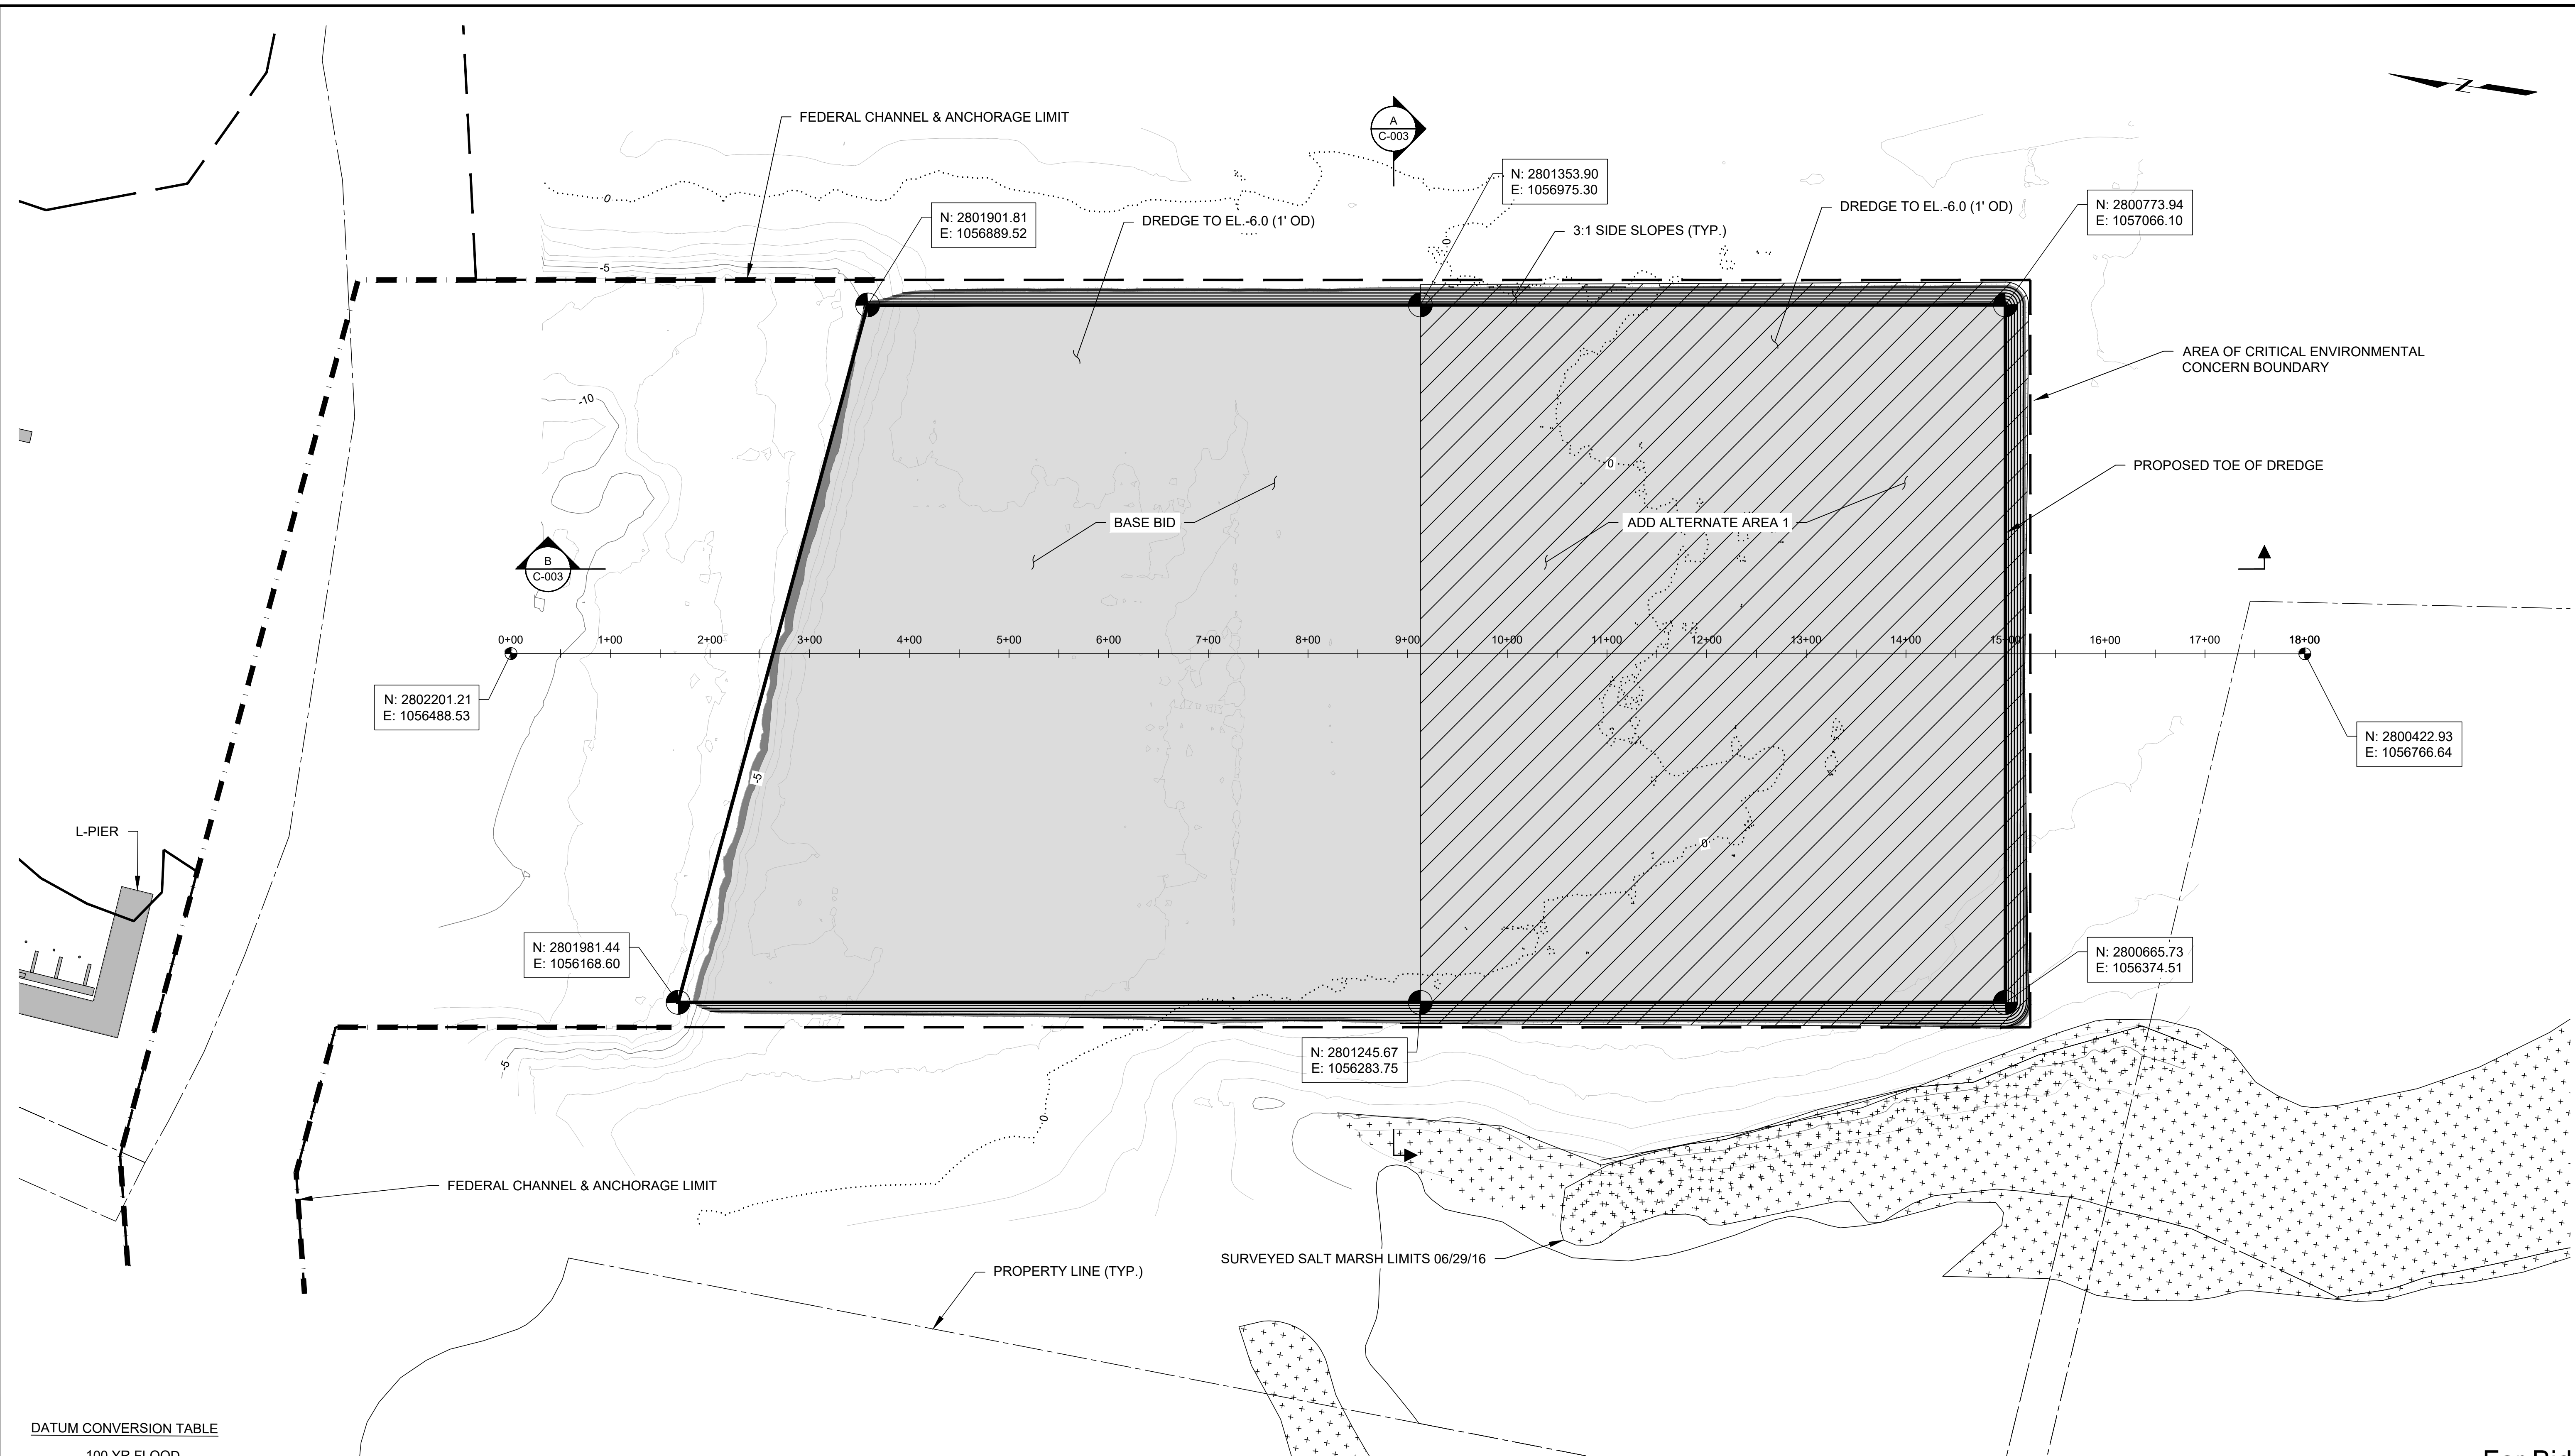 FEDERAL CHANNEL & ANCHORAGE LIMIT
A
C-003
N
N: 2801353.90
E: 1056975.30
N: 2801901.81
E: 1056889.52
DREDGE TO EL.-6.0 (1' OD)
DREDGE TO EL.-6.0 (1' OD)
3:1 SIDE SLOPES (TYP.)
N: 2800773.94
E: 1057066.10
0
0
-5
AREA OF CRITICAL ENVIRONMENTAL
CONCERN BOUNDARY
-10
0
PROPOSED TOE OF DREDGE
BASE BID
ADD ALTERNATE AREA 1
B
C-003
0+00 1+00 2+00 3+00 4+00 5+00 6+00 7+00 8+00 9+00 10+00 11+00 12+00 13+00 14+00 15+00 16+00 17+00 18+00
N: 2802201.21
E: 1056488.53
N: 2800422.93
E: 1056766.64
-5
L-PIER
0
N: 2801981.44
E: 1056168.60
N: 2800665.73
E: 1056374.51
N: 2801245.67
E: 1056283.75
-5
0
FEDERAL CHANNEL & ANCHORAGE LIMIT
SURVEYED SALT MARSH LIMITS 06/29/16
PROPERTY LINE (TYP.)
DATUM CONVERSION TABLE
100 YR FLOOD
For Bid